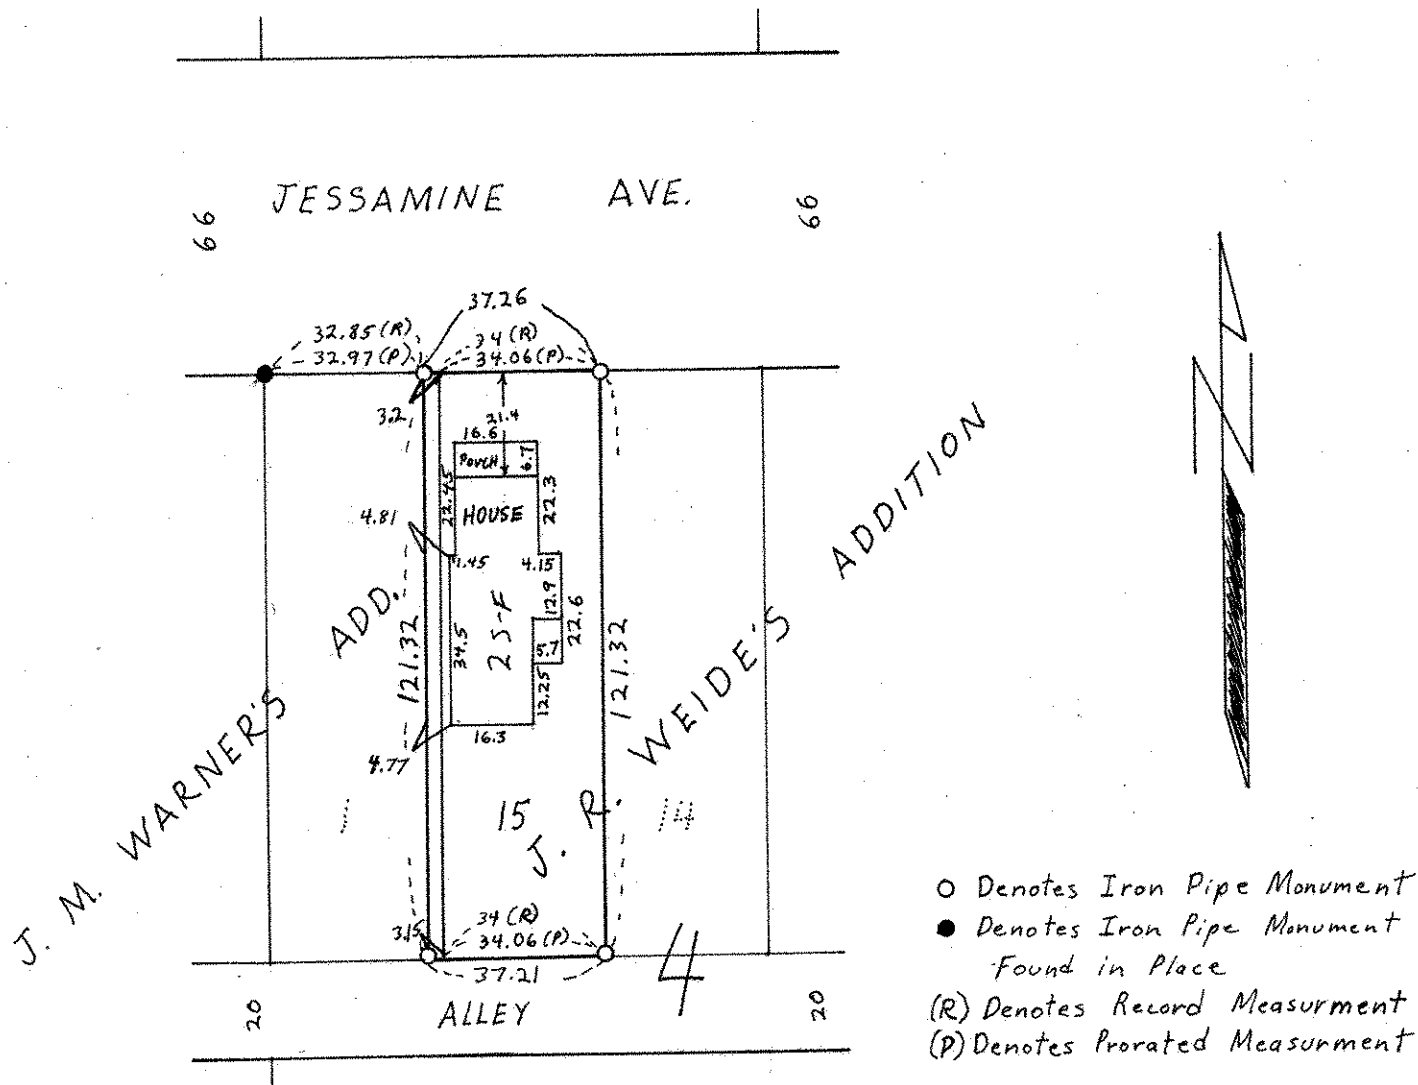 JESSAMINE AVE.
66
66
37.26
32.85 (R)
34 (R)
32.97 (P)
34.06 (P)
3.2
21.4
16.6
PORCH
6.7
22.45
22.3
HOUSE
4.81
1.45
4.15
12.9
22.6
2 S-F
34.5
5.7
12.25
121.32
121.32
16.3
4.77
J. M. WARNER'S ADD.
J. R. WEIDE'S ADDITION
1
15
14
3.15
34 (R)
34.06 (P)
37.21
4
20
ALLEY
20
Denotes Iron Pipe Monument
Denotes Iron Pipe Monument
Found in Place
(R) Denotes Record Measurment
(P) Denotes Prorated Measurment